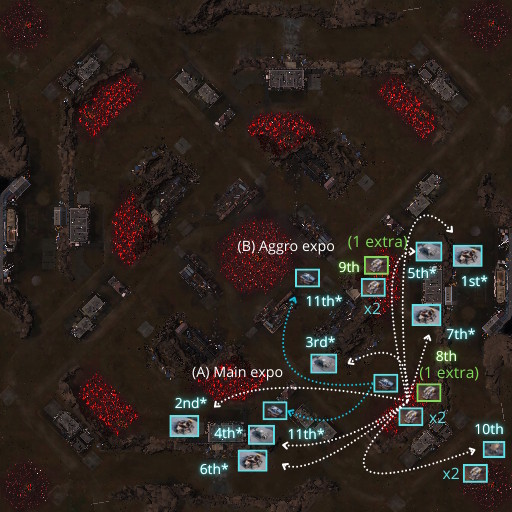 (B) Aggro expo
(1 extra)
9th
5th*
1st*
11th*
x2
7th*
3rd*
8th
(A) Main expo
(1 extra)
2nd*
x2
4th*
11th*
10th
6th*
x2